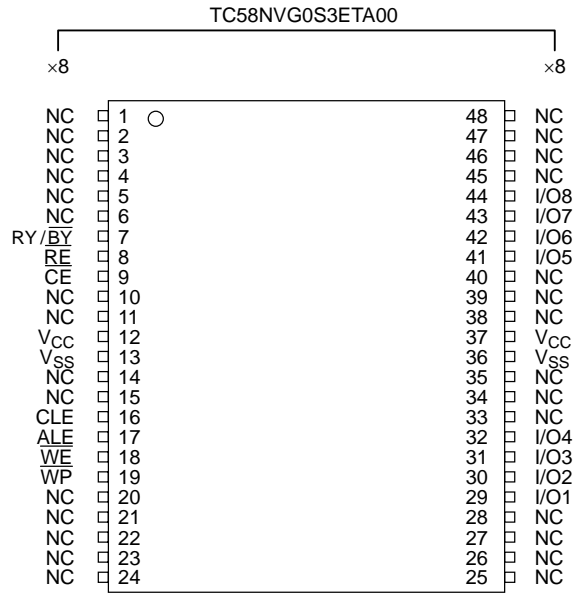 TC58NVG0S3ETA00
×8 ×8
NC 1 48 NC
NC 2 47 NC
NC 3 46 NC
NC 4 45 NC
NC 5 44 I/O8
NC 6 43 I/O7
RY/B̅Y̅ 7 42 I/O6
R̅E̅ 8 41 I/O5
C̅E̅ 9 40 NC
NC 10 39 NC
NC 11 38 NC
VCC 12 37 VCC
VSS 13 36 VSS
NC 14 35 NC
NC 15 34 NC
CLE 16 33 NC
ALE 17 32 I/O4
W̅E̅ 18 31 I/O3
W̅P̅ 19 30 I/O2
NC 20 29 I/O1
NC 21 28 NC
NC 22 27 NC
NC 23 26 NC
NC 24 25 NC